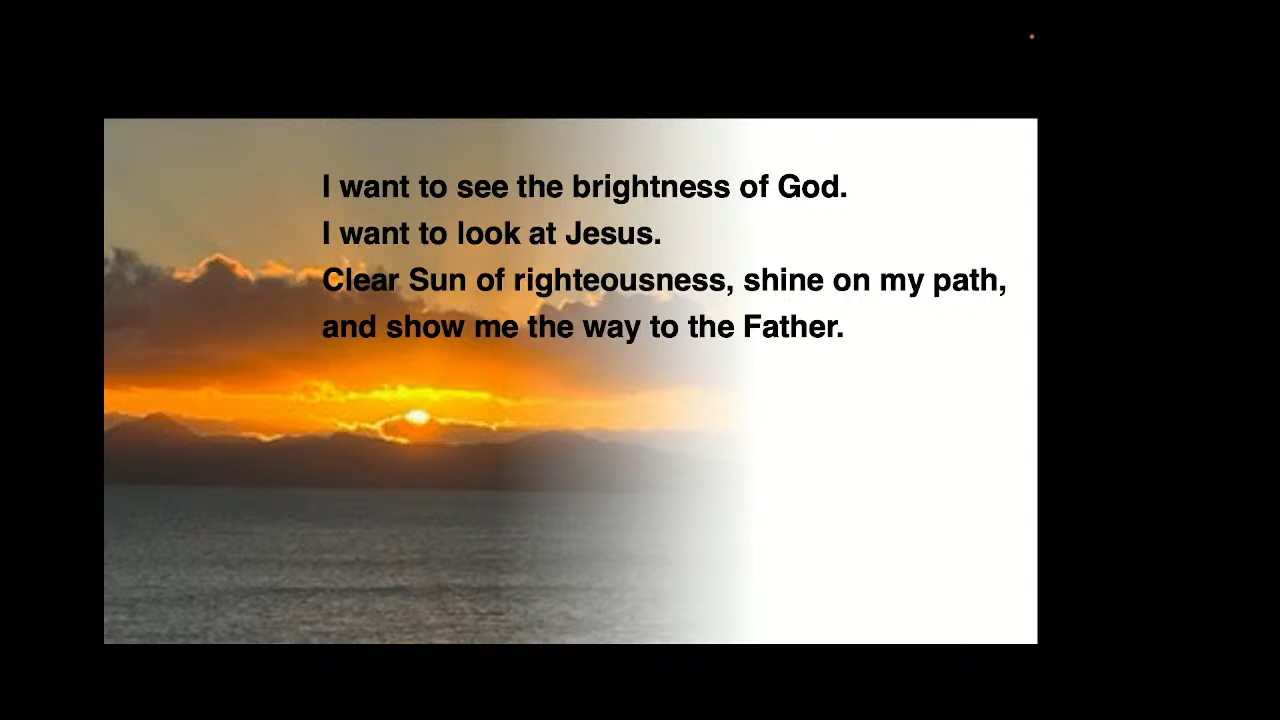 I want to see the brightness of God.
I want to look at Jesus.
Clear Sun of righteousness, shine on my path,
and show me the way to the Father.